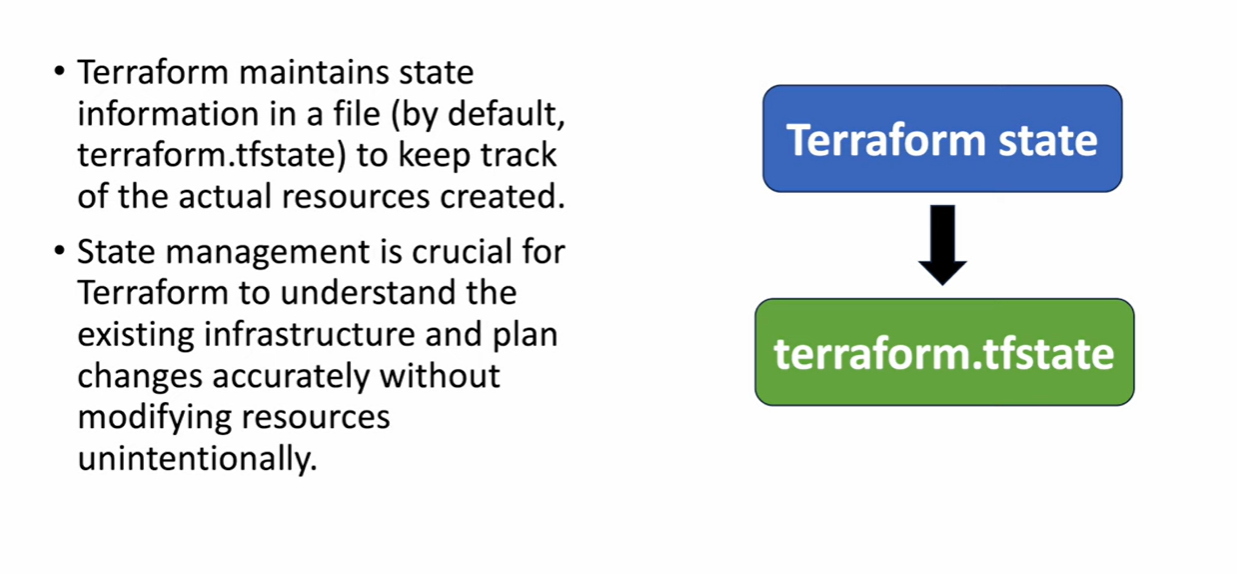 • Terraform maintains state
information in a file (by default,
terraform.tfstate) to keep track
of the actual resources created.
• State management is crucial for
Terraform to understand the
existing infrastructure and plan
changes accurately without
modifying resources
unintentionally.
Terraform state
terraform.tfstate